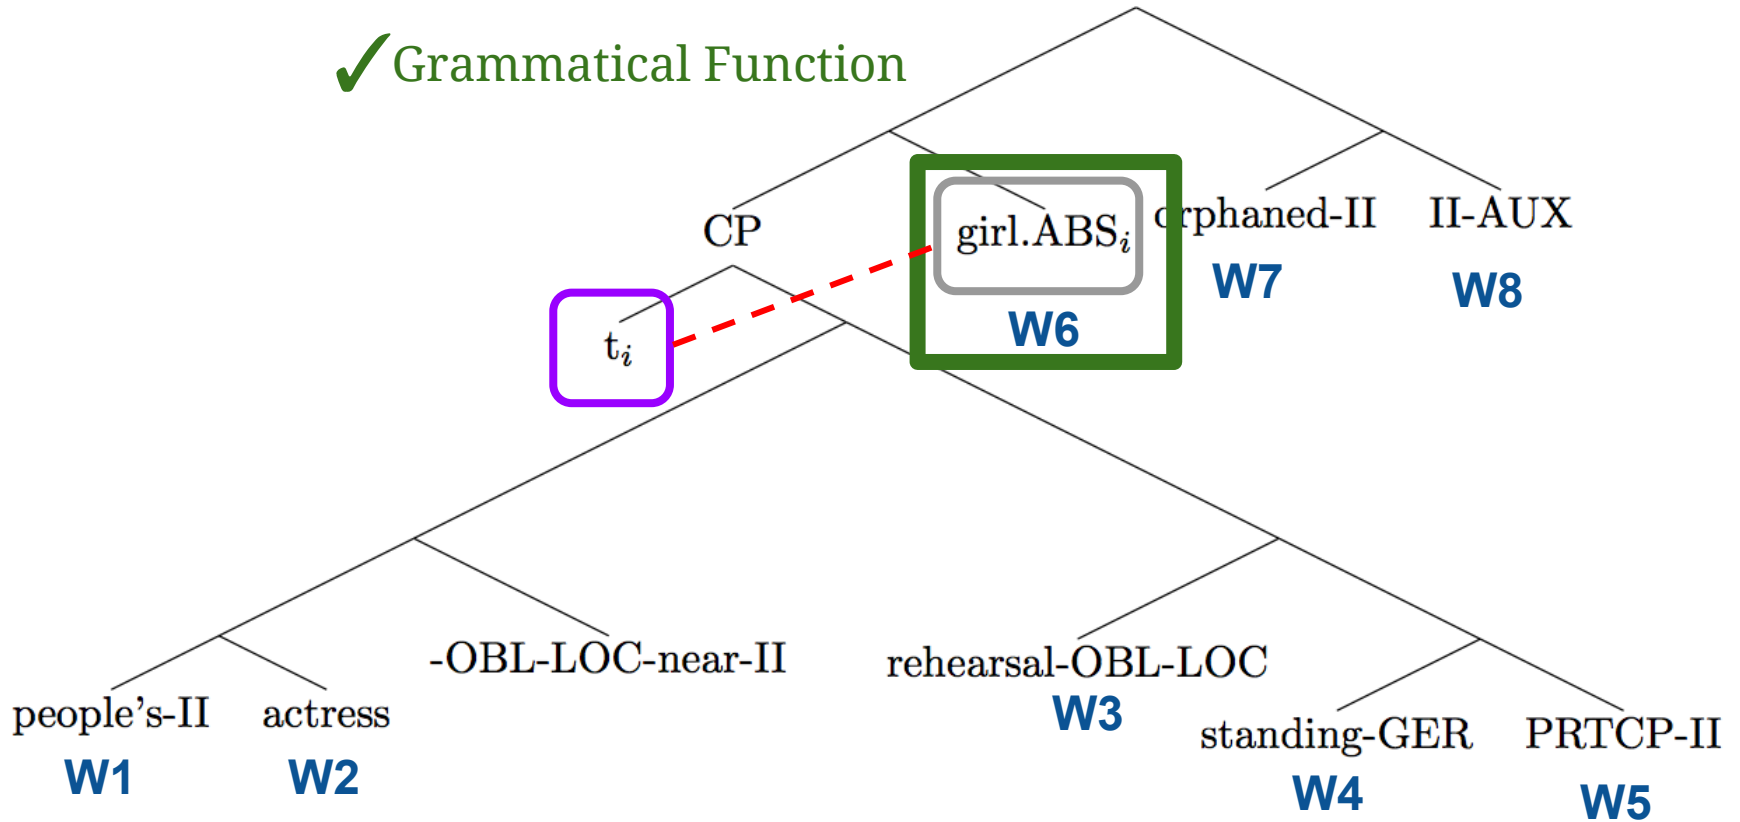 ✓Grammatical Function
CP
girl.ABSᵢ
orphaned-II
II-AUX
W6
W7
W8
tᵢ
-OBL-LOC-near-II
rehearsal-OBL-LOC
people's-II
actress
W3
standing-GER
PRTCP-II
W1
W2
W4
W5